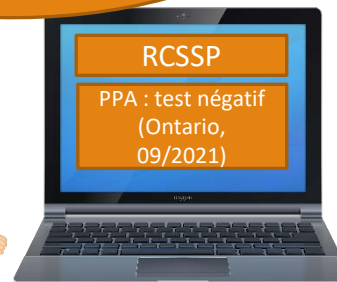 RCSSP
PPA : test négatif
(Ontario,
09/2021)